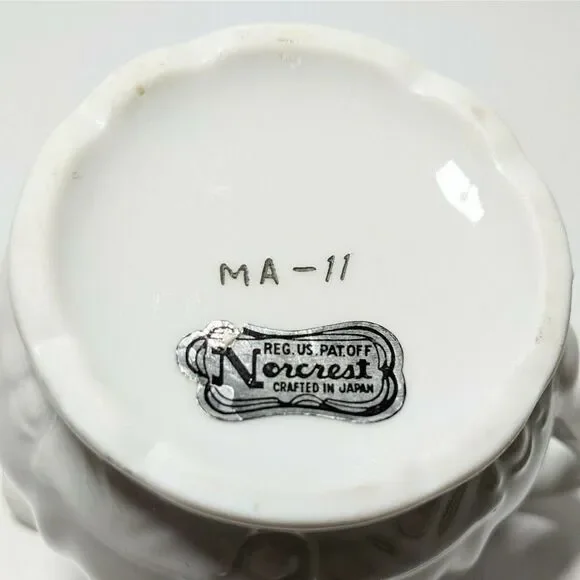 MA-11
REG. US. PAT. OFF
Norcrest
CRAFTED IN JAPAN